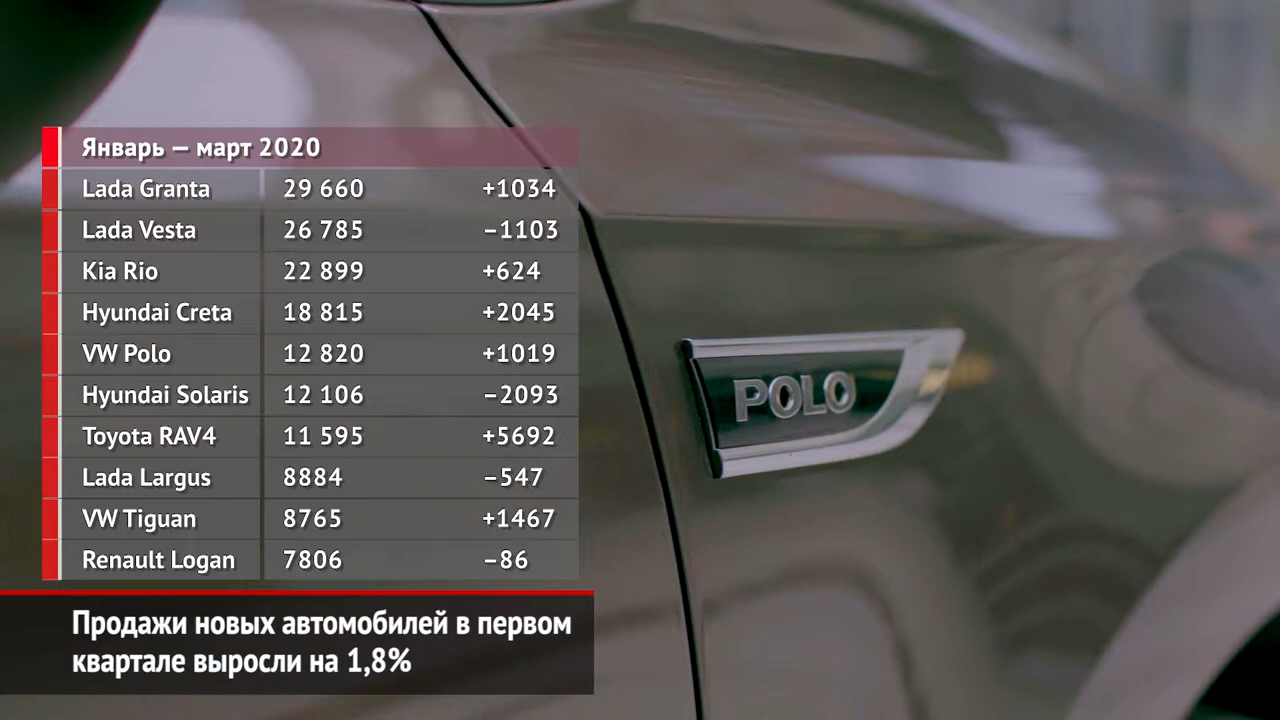 Январь — март 2020
Lada Granta 29 660 +1034
Lada Vesta 26 785 –1103
Kia Rio 22 899 +624
Hyundai Creta 18 815 +2045
VW Polo 12 820 +1019
Hyundai Solaris 12 106 –2093
Toyota RAV4 11 595 +5692
Lada Largus 8884 –547
VW Tiguan 8765 +1467
Renault Logan 7806 –86
POLO
Продажи новых автомобилей в первом
квартале выросли на 1,8%